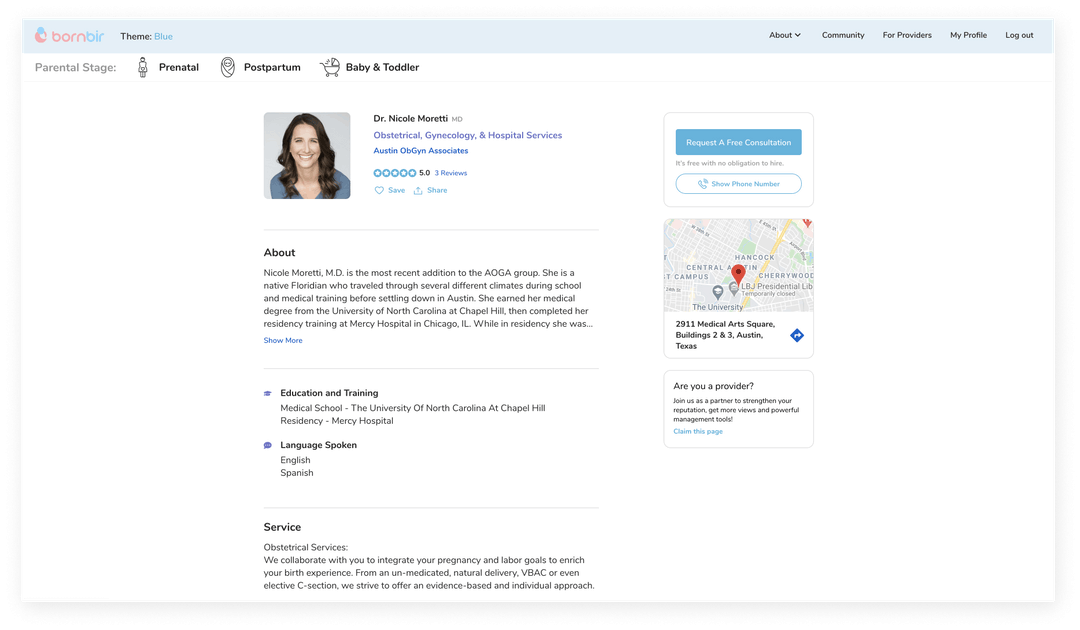 bornbir
Theme: Blue
About
Community
For Providers
My Profile
Log out
Parental Stage:
Prenatal
Postpartum
Baby & Toddler
Dr. Nicole Moretti MD
Obstetrical, Gynecology, & Hospital Services
Austin ObGyn Associates
5.0 3 Reviews
Save
Share
About
Nicole Moretti, M.D. is the most recent addition to the AOGA group. She is a
native Floridian who traveled through several different climates during school
and medical training before settling down in Austin. She earned her medical
degree from the University of North Carolina at Chapel Hill, then completed her
residency training at Mercy Hospital in Chicago, IL. While in residency she was...
Show More
Education and Training
Medical School - The University Of North Carolina At Chapel Hill
Residency - Mercy Hospital
Language Spoken
English
Spanish
Service
Obstetrical Services:
We collaborate with you to integrate your pregnancy and labor goals to enrich
your birth experience. From an un-medicated, natural delivery, VBAC or even
elective C-section, we strive to offer an evidence-based and individual approach.
Request A Free Consultation
It's free with no obligation to hire.
Show Phone Number
W 38th St
E 45th St
HANCOCK
CENTRAL AUSTIN
CHERRYWOOD
ST CAMPUS
LBJ Presidential Lib
Temporarily closed
The University
2911 Medical Arts Square,
Buildings 2 & 3, Austin,
Texas
Are you a provider?
Join us as a partner to strengthen your
reputation, get more views and powerful
management tools!
Claim this page